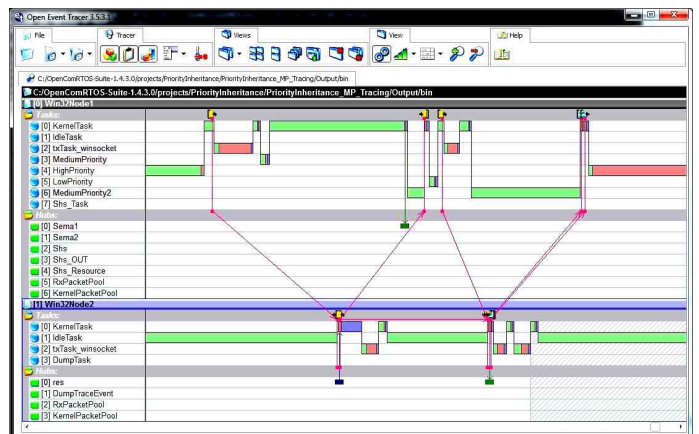 Open Event Tracer 3.5.3.1
File
Tracer
Views
View
Help
C:/OpenComRTOS-Suite-1.4.3.0/projects/PriorityInheritance/PriorityInheritance_MP_Tracing/Output/bin
C:/OpenComRTOS-Suite-1.4.3.0/projects/PriorityInheritance/PriorityInheritance_MP_Tracing/Output/bin
[0] Win32Node1
Tasks:
[0] KernelTask
[1] IdleTask
[2] txTask_winsocket
[3] MediumPriority
[4] HighPriority
[5] LowPriority
[6] MediumPriority2
[7] Shs_Task
Hubs:
[0] Sema1
[1] Sema2
[2] Shs
[3] Shs_OUT
[4] Shs_Resource
[5] RxPacketPool
[6] KernelPacketPool
[1] Win32Node2
Tasks:
[0] KernelTask
[1] IdleTask
[2] txTask_winsocket
[3] DumpTask
Hubs:
[0] res
[1] DumpTraceEvent
[2] RxPacketPool
[3] KernelPacketPool